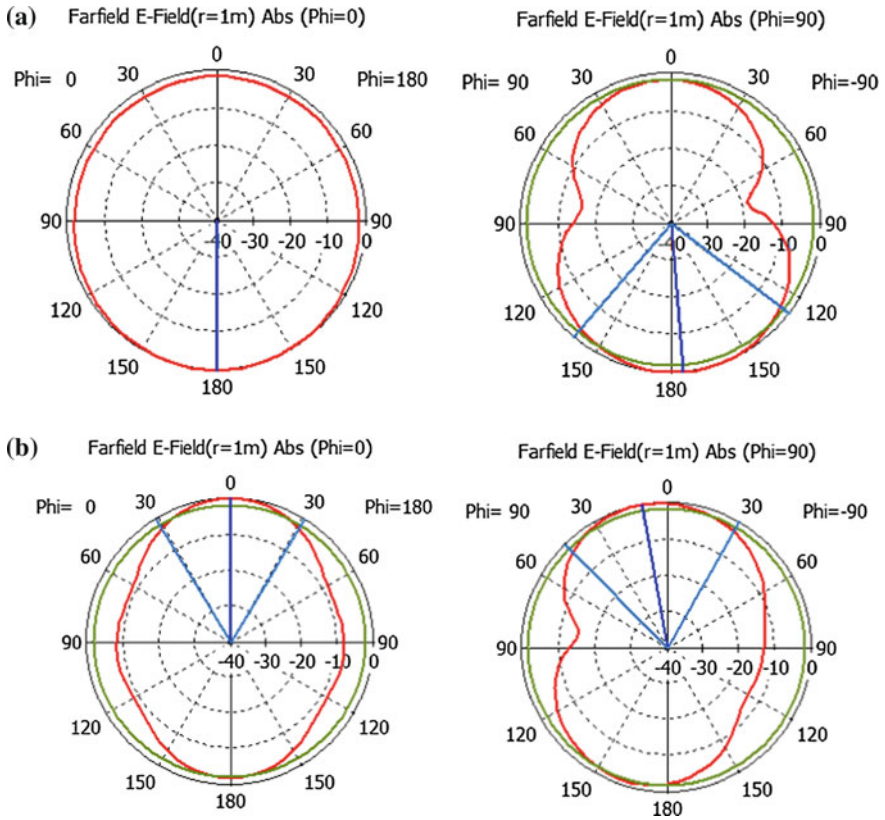 (a)
Farfield E-Field(r=1m) Abs (Phi=0)
0
Phi= 0 30 30 Phi=180
60 60
90 90
-40 -30 -20 -10 0
120 120
150 150
180
Farfield E-Field(r=1m) Abs (Phi=90)
0
Phi= 90 30 30 Phi=-90
60 60
90 90
-40 -30 -20 -10 0
120 120
150 150
180
(b)
Farfield E-Field(r=1m) Abs (Phi=0)
0
Phi= 0 30 30 Phi=180
60 60
90 90
-40 -30 -20 -10 0
120 120
150 150
180
Farfield E-Field(r=1m) Abs (Phi=90)
0
Phi= 90 30 30 Phi=-90
60 60
90 90
-40 -30 -20 -10 0
120 120
150 150
180